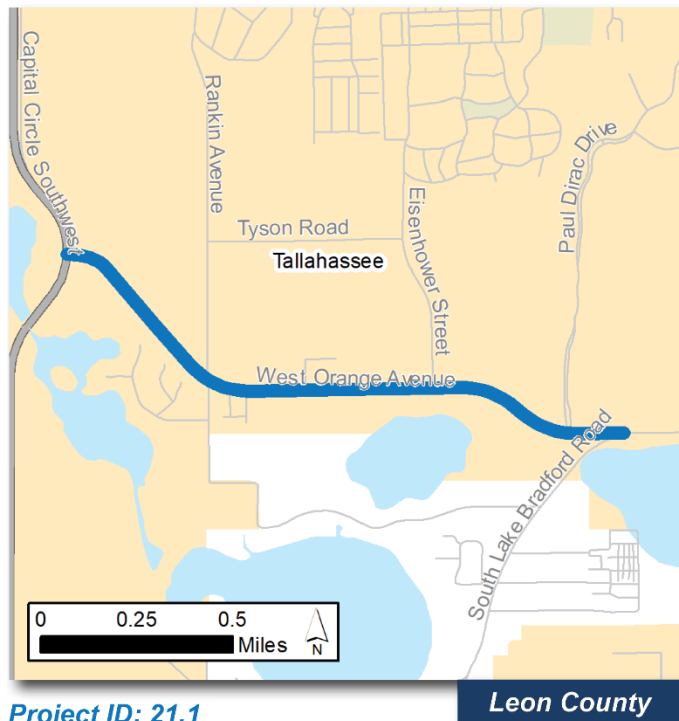 Capital Circle Southwest
Rankin Avenue
Paul Dirac Drive
Eisenhower Street
Tyson Road
Tallahassee
West Orange Avenue
South Lake Bradford Road
0 0.25 0.5
Miles
N
Project ID: 21.1
Leon County